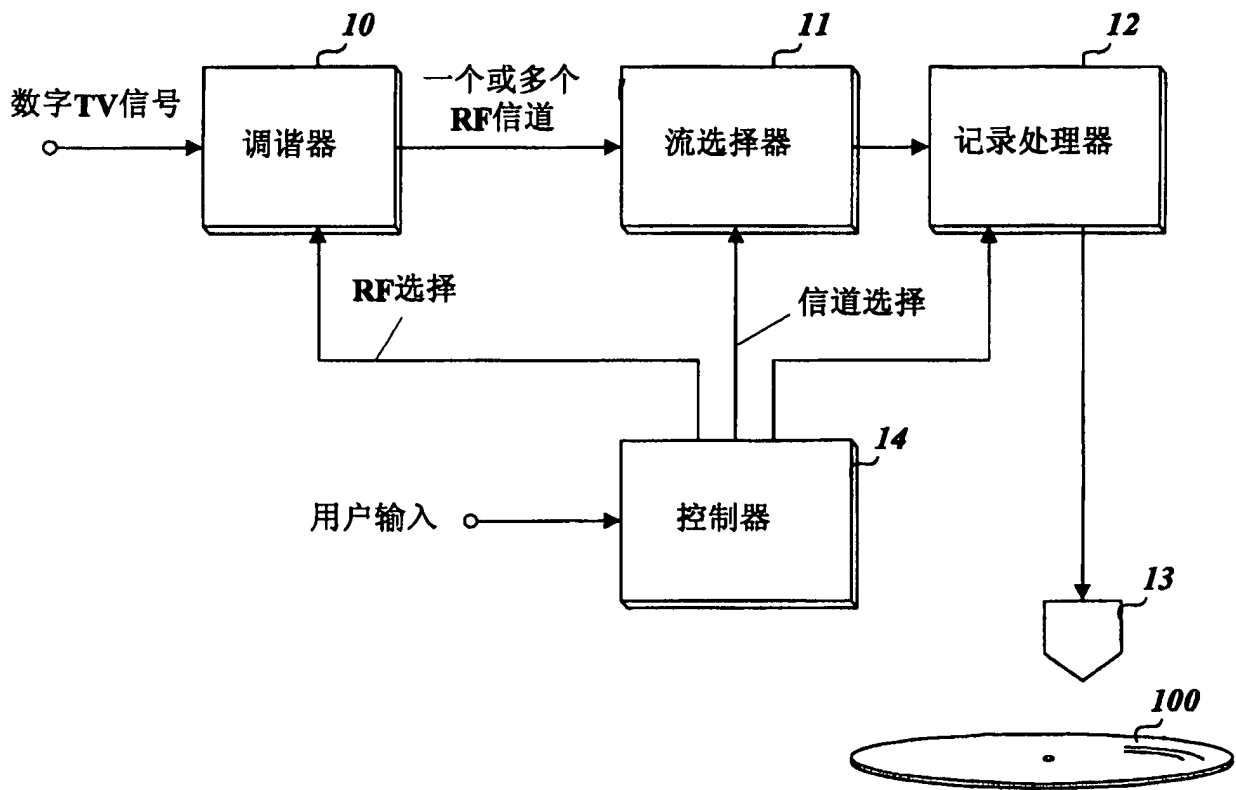 10
11
12
数字TV信号
一个或多个
RF信道
调谐器
流选择器
记录处理器
RF选择
信道选择
14
用户输入
控制器
13
100